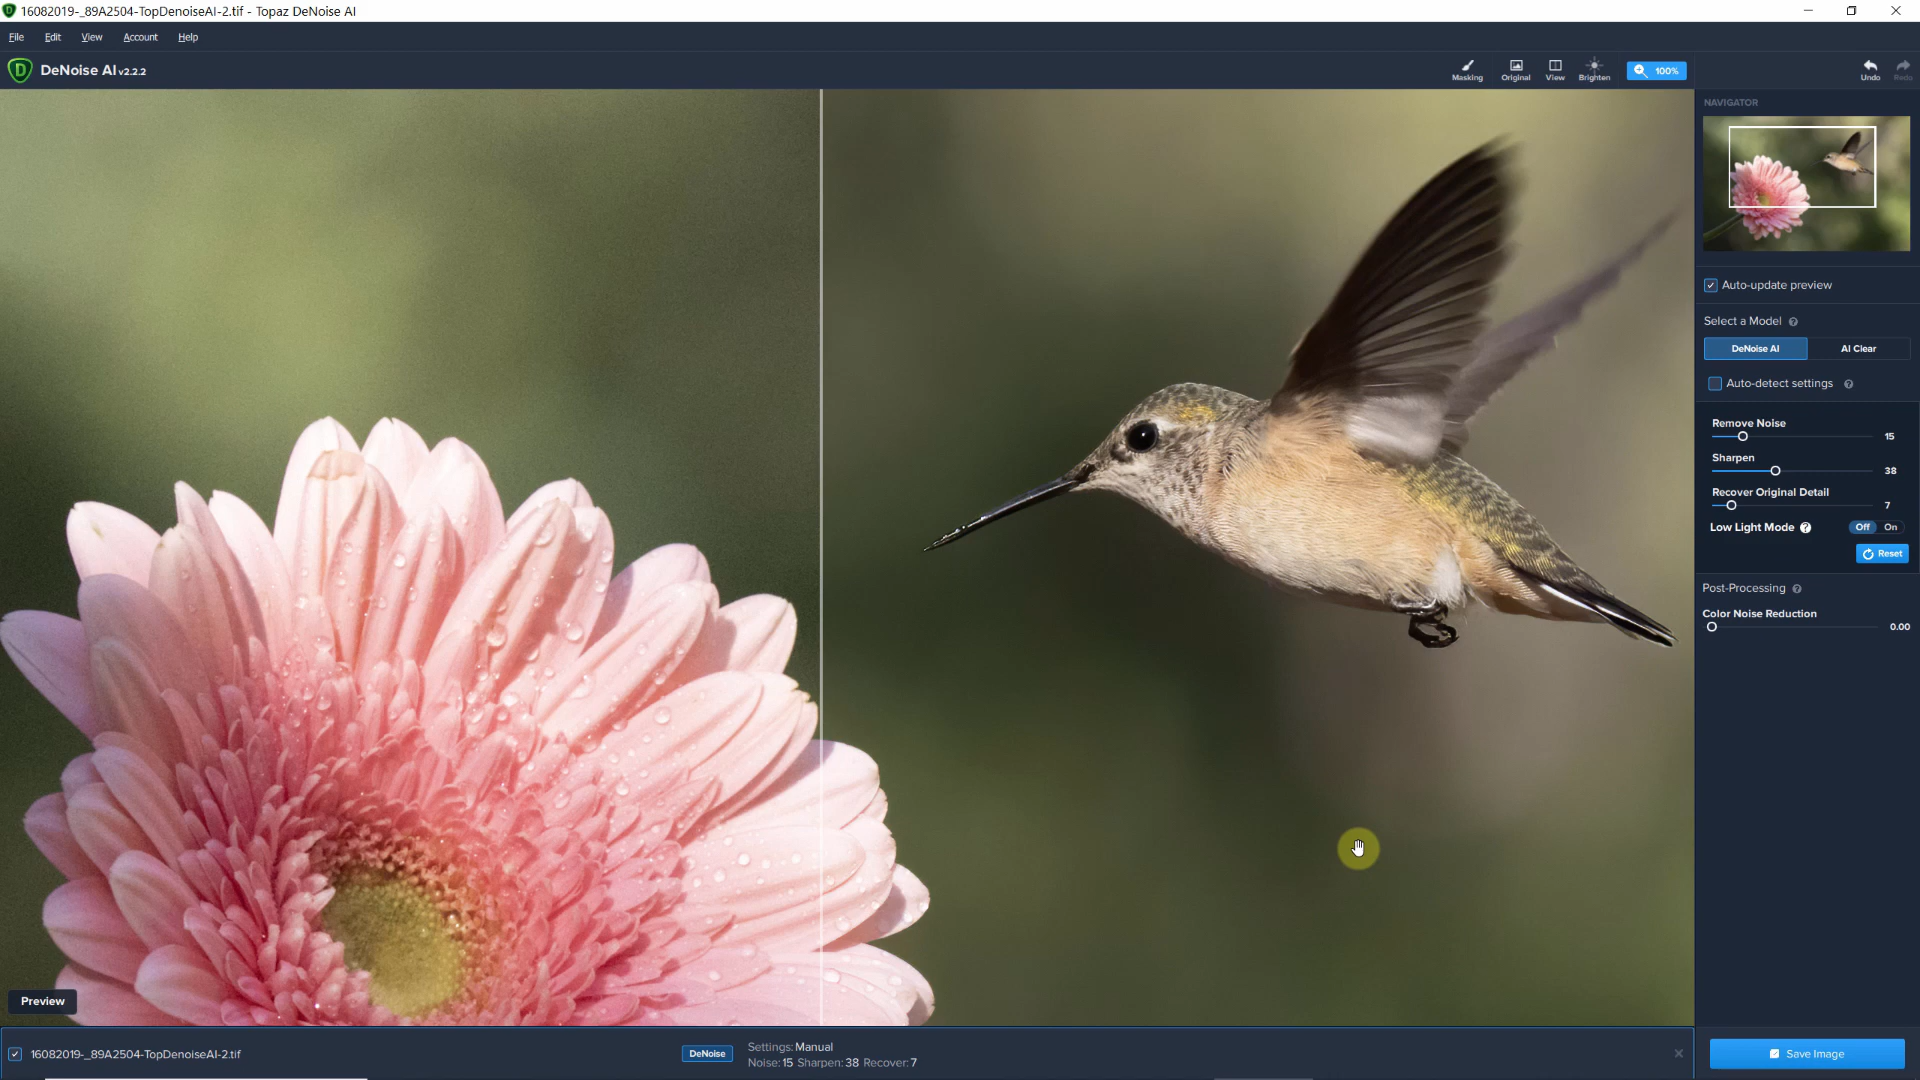 16082019-_89A2504-TopDenoiseAI-2.tif - Topaz DeNoise AI
File Edit View Account Help
DeNoise AI v2.2.2
Masking Original View Brighten 100% Undo Redo
NAVIGATOR
Auto-update preview
Select a Model
DeNoise AI AI Clear
Auto-detect settings
Remove Noise
15
Sharpen
38
Recover Original Detail
7
Low Light Mode Off On
Reset
Post-Processing
Color Noise Reduction
0.00
Preview
16082019-_89A2504-TopDenoiseAI-2.tif
DeNoise
Settings: Manual
Noise: 15 Sharpen: 38 Recover: 7
Save Image